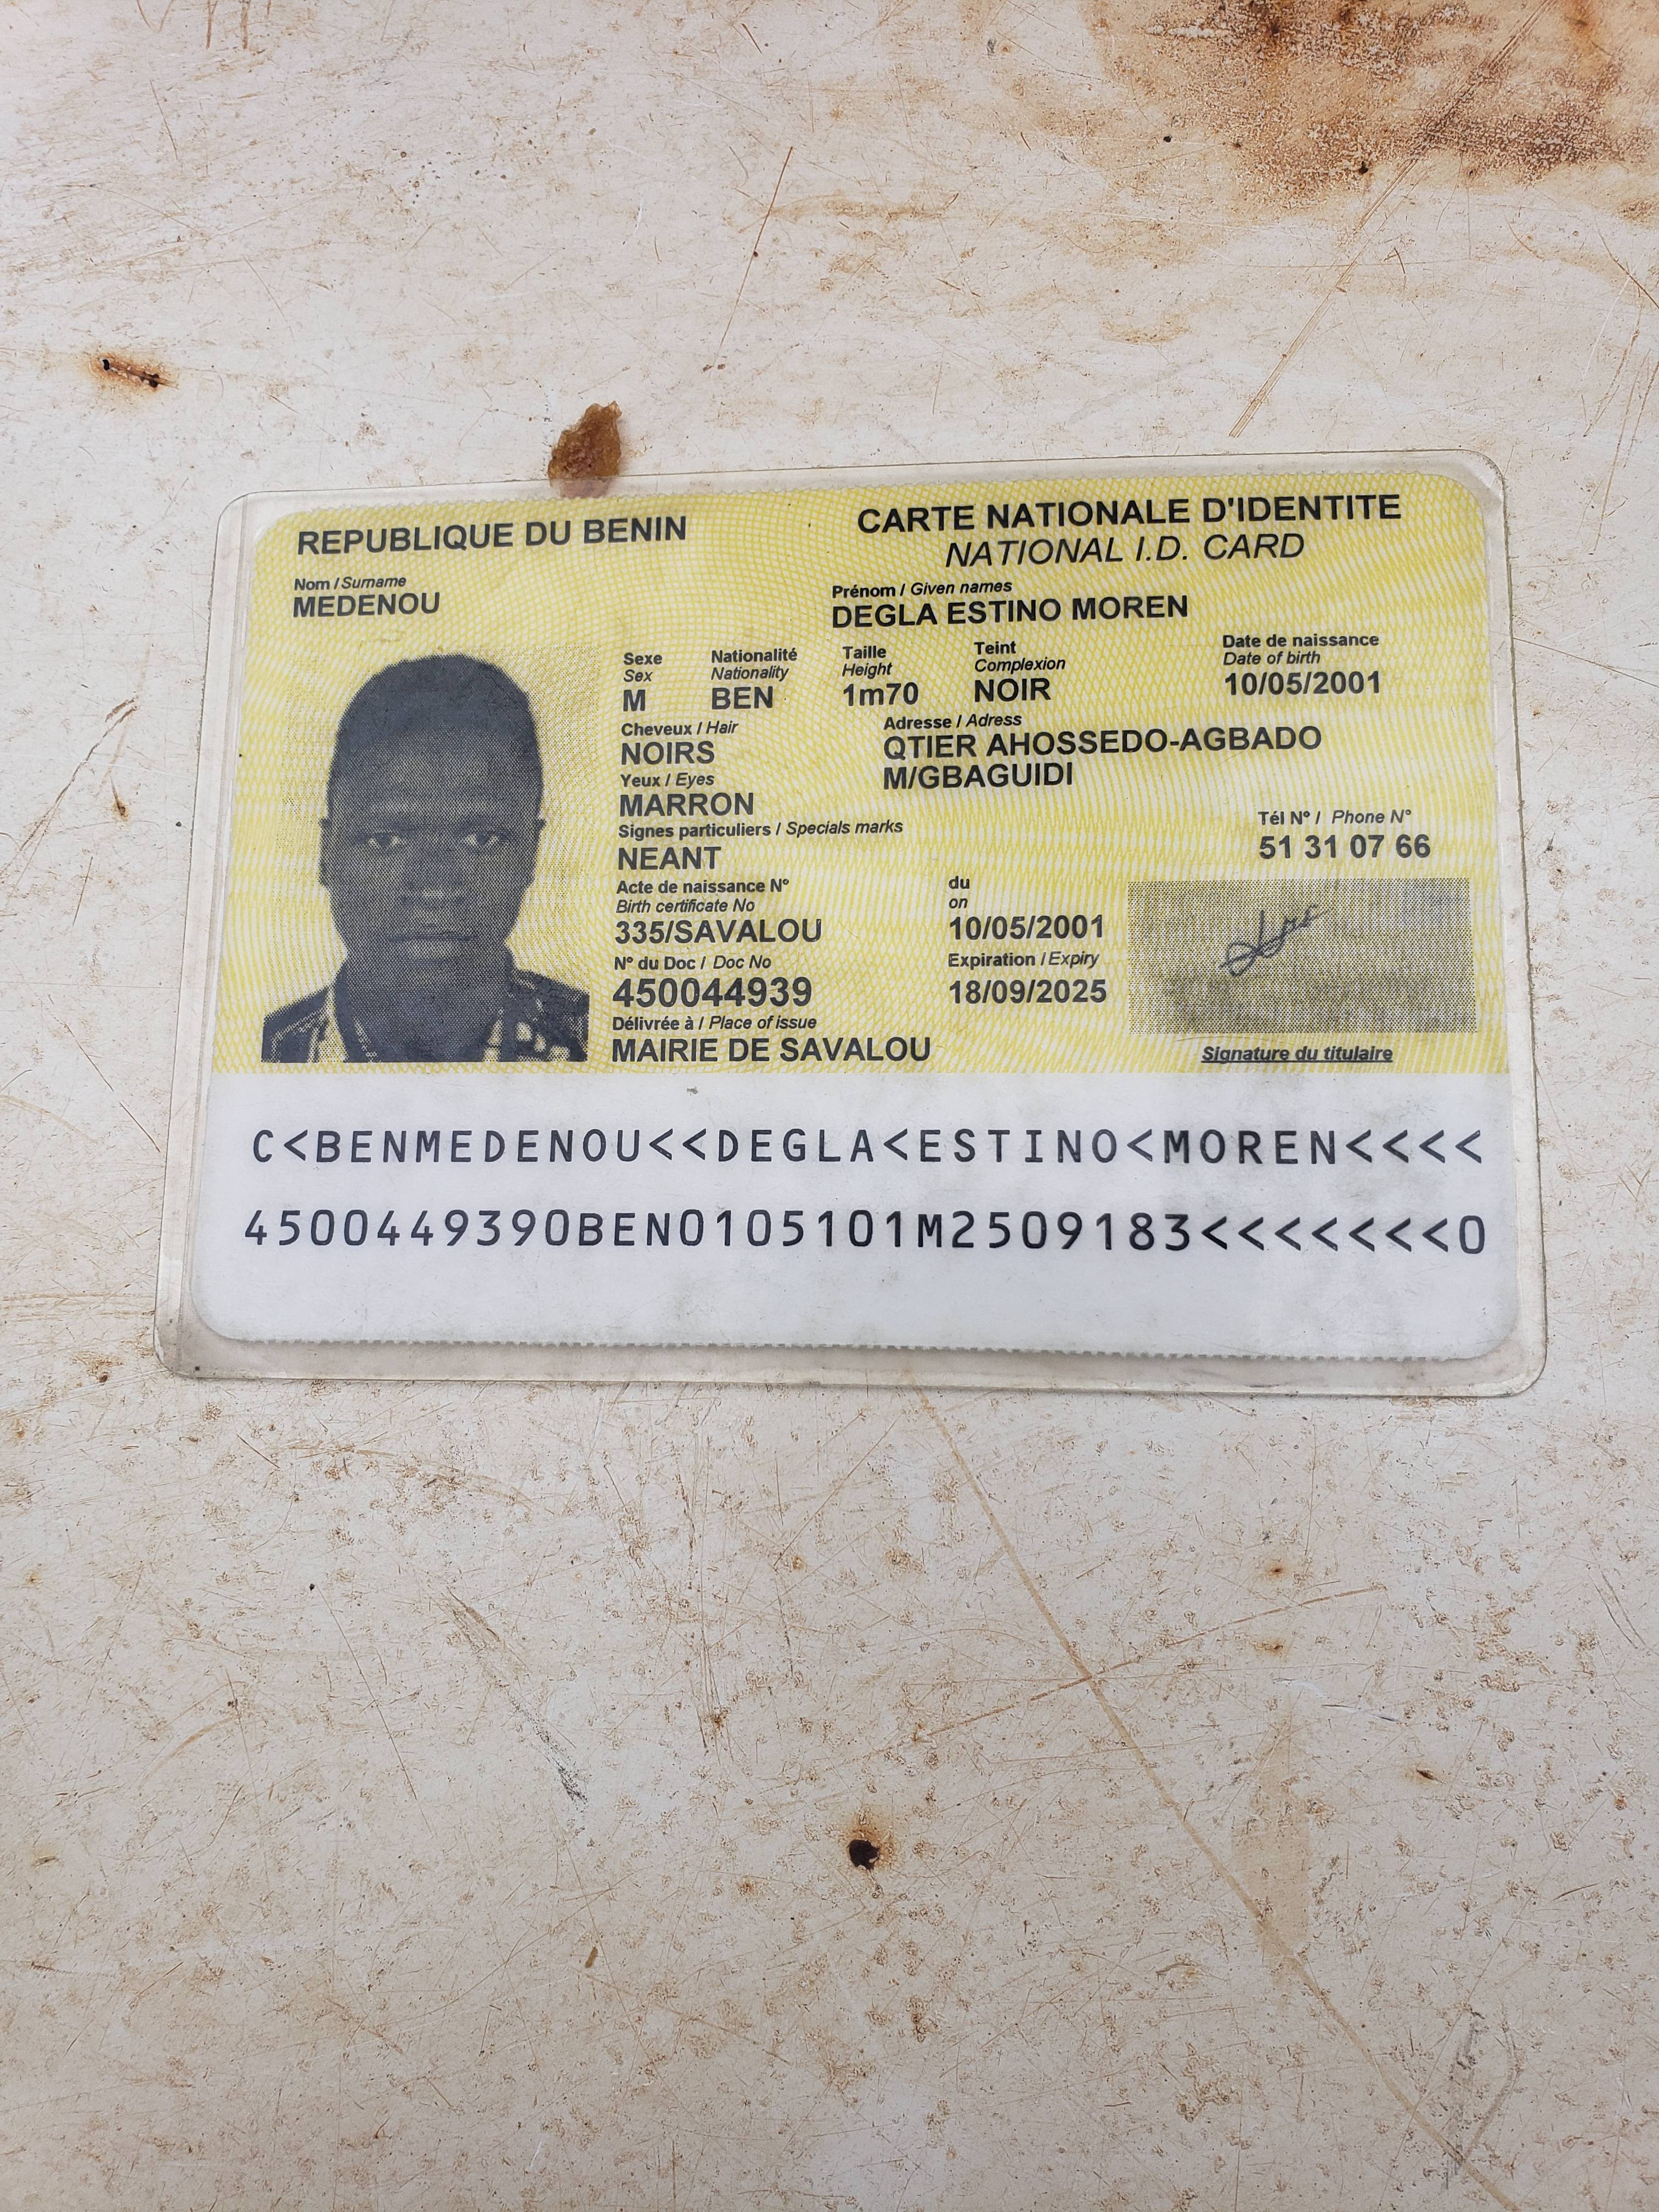 REPUBLIQUE DU BENIN
CARTE NATIONALE D'IDENTITE
NATIONAL I.D. CARD
Nom / Surname
MEDENOU
Prénom / Given names
DEGLA ESTINO MOREN
Sexe Nationalité Taille Teint Date de naissance
Sex Nationality Height Complexion Date of birth
M BEN 1m70 NOIR 10/05/2001
Cheveux / Hair
NOIRS
Adresse / Adress
QTIER AHOSSEDO-AGBADO
M/GBAGUIDI
Yeux / Eyes
MARRON
Signes particuliers / Specials marks
NEANT
Tél N° / Phone N°
51 31 07 66
Acte de naissance N° du
Birth certificate No on
335/SAVALOU 10/05/2001
N° du Doc / Doc No Expiration / Expiry
450044939 18/09/2025
Délivrée à / Place of issue
MAIRIE DE SAVALOU
Signature du titulaire
C<BENMEDENOU<<DEGLA<ESTINO<MOREN<<<<
4500449390BEN0105101M2509183<<<<<<<0